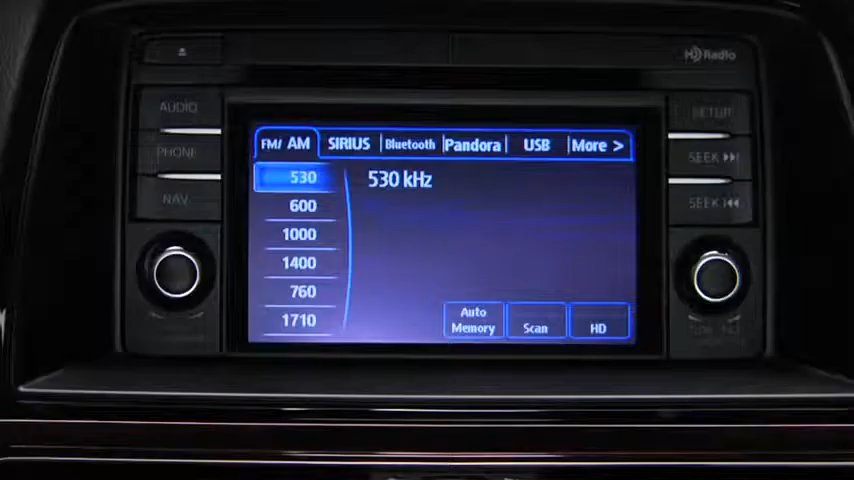 HD Radio
AUDIO
PHONE
NAV
SETUP
SEEK
SEEK
FM/ AM SIRIUS Bluetooth Pandora USB More >
530
600
1000
1400
760
1710
530 kHz
Auto Memory
Scan
HD